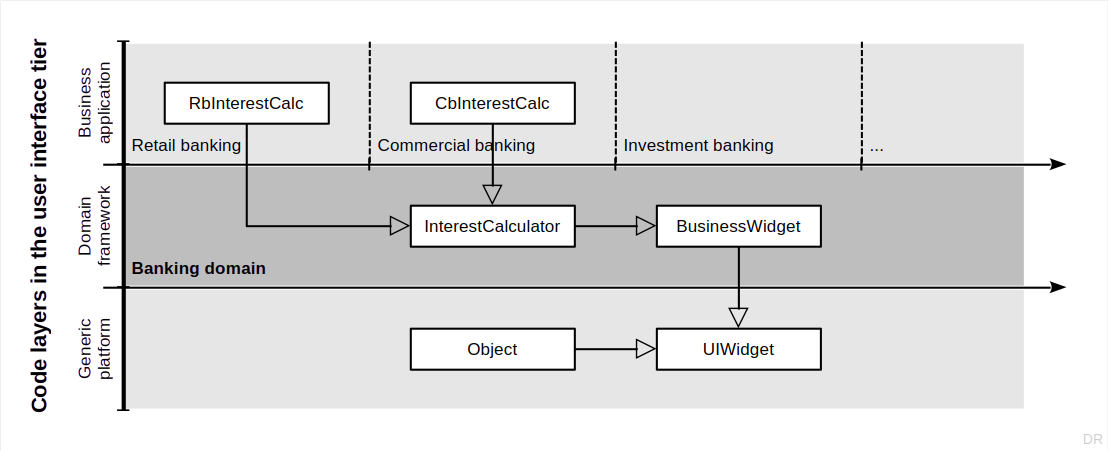 Code layers in the user interface tier
Business
application
RbInterestCalc
CbInterestCalc
Retail banking
Commercial banking
Investment banking
...
Domain
framework
InterestCalculator
BusinessWidget
Banking domain
Generic
platform
Object
UIWidget
DR